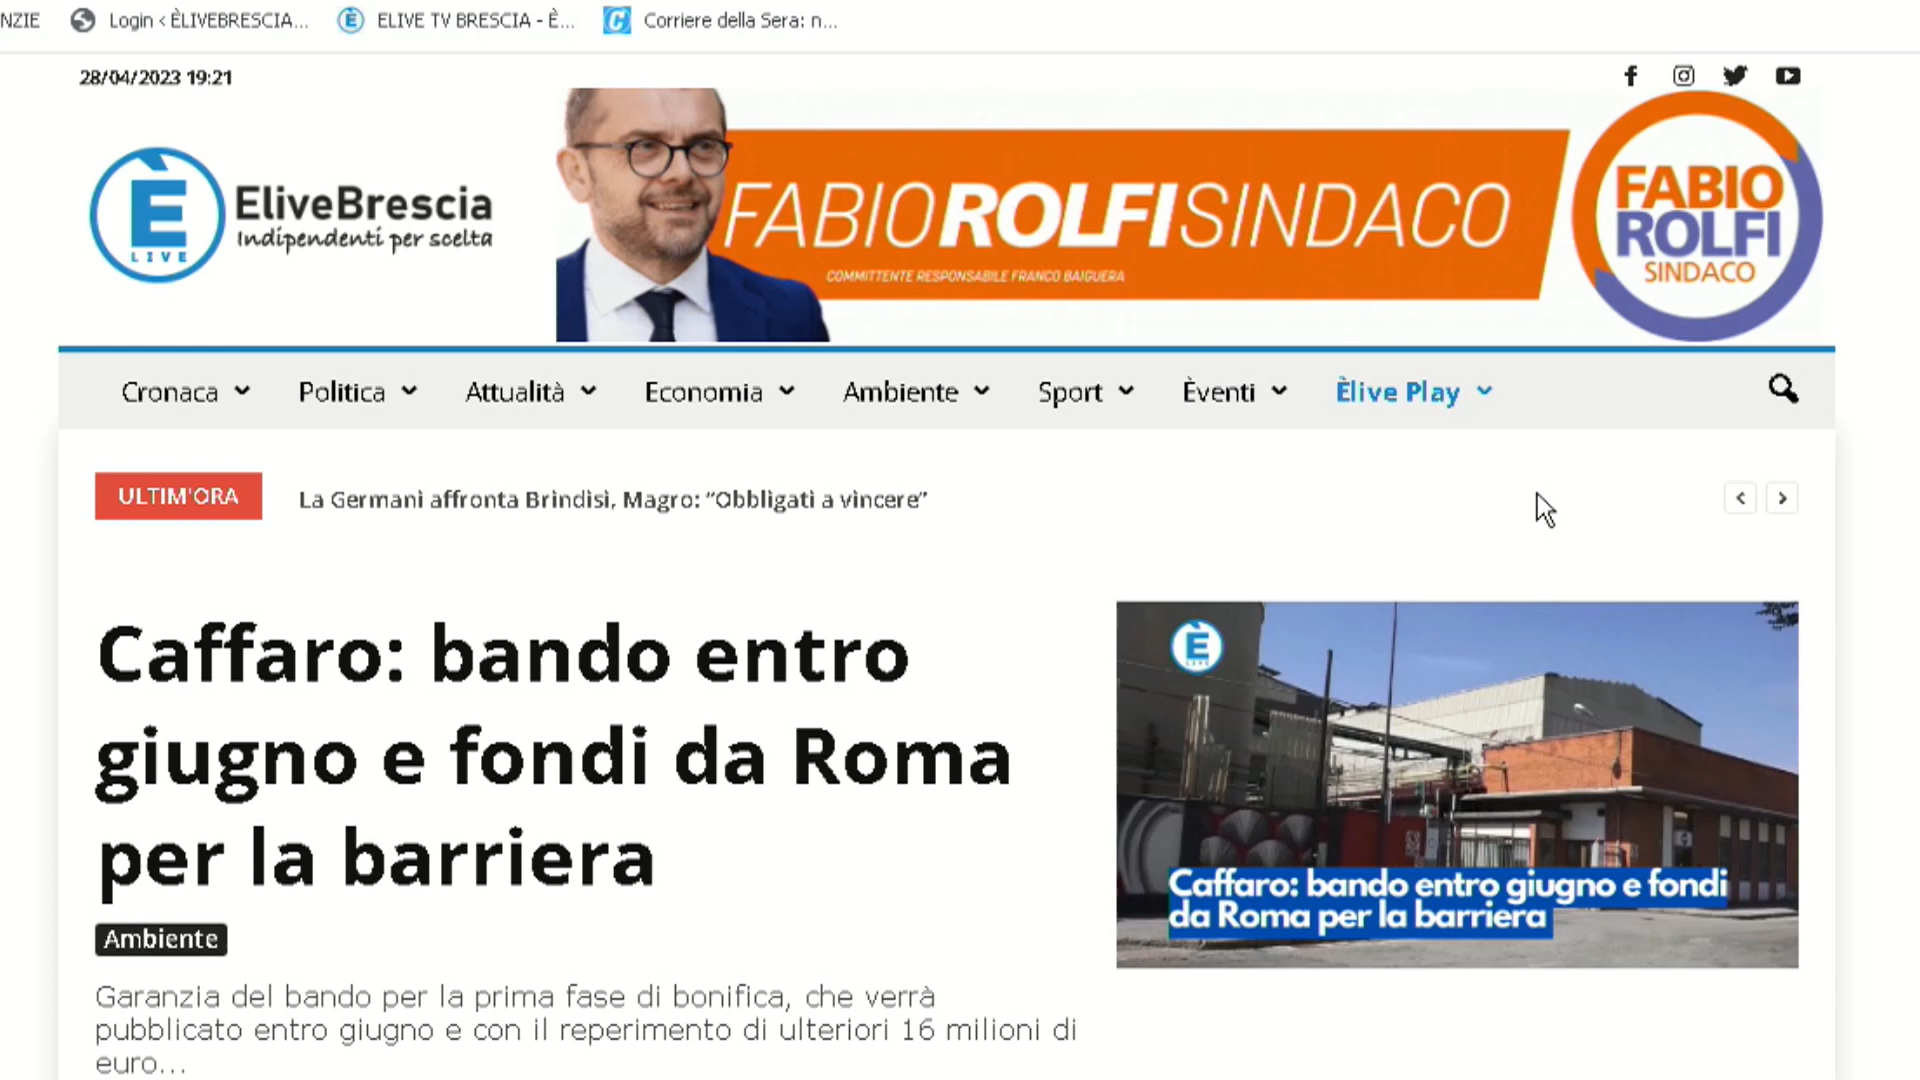 NZIE
Login < ÈLIVEBRESCIA...
ELIVE TV BRESCIA - È...
Corriere della Sera: n...
28/04/2023 19:21
È
LIVE
EliveBrescia
Indipendenti per scelta
FABIO ROLFI SINDACO
COMMITTENTE RESPONSABILE FRANCO BAIGUERA
FABIO
ROLFI
SINDACO
Cronaca Politica Attualità Economia Ambiente Sport Èventi Èlive Play
ULTIM'ORA
La Germani affronta Brindisi, Magro: “Obbligati a vincere”
Caffaro: bando entro
giugno e fondi da Roma
per la barriera
Ambiente
Garanzia del bando per la prima fase di bonifica, che verrà
pubblicato entro giugno e con il reperimento di ulteriori 16 milioni di
euro...
È
LIVE
Caffaro: bando entro giugno e fondi
da Roma per la barriera